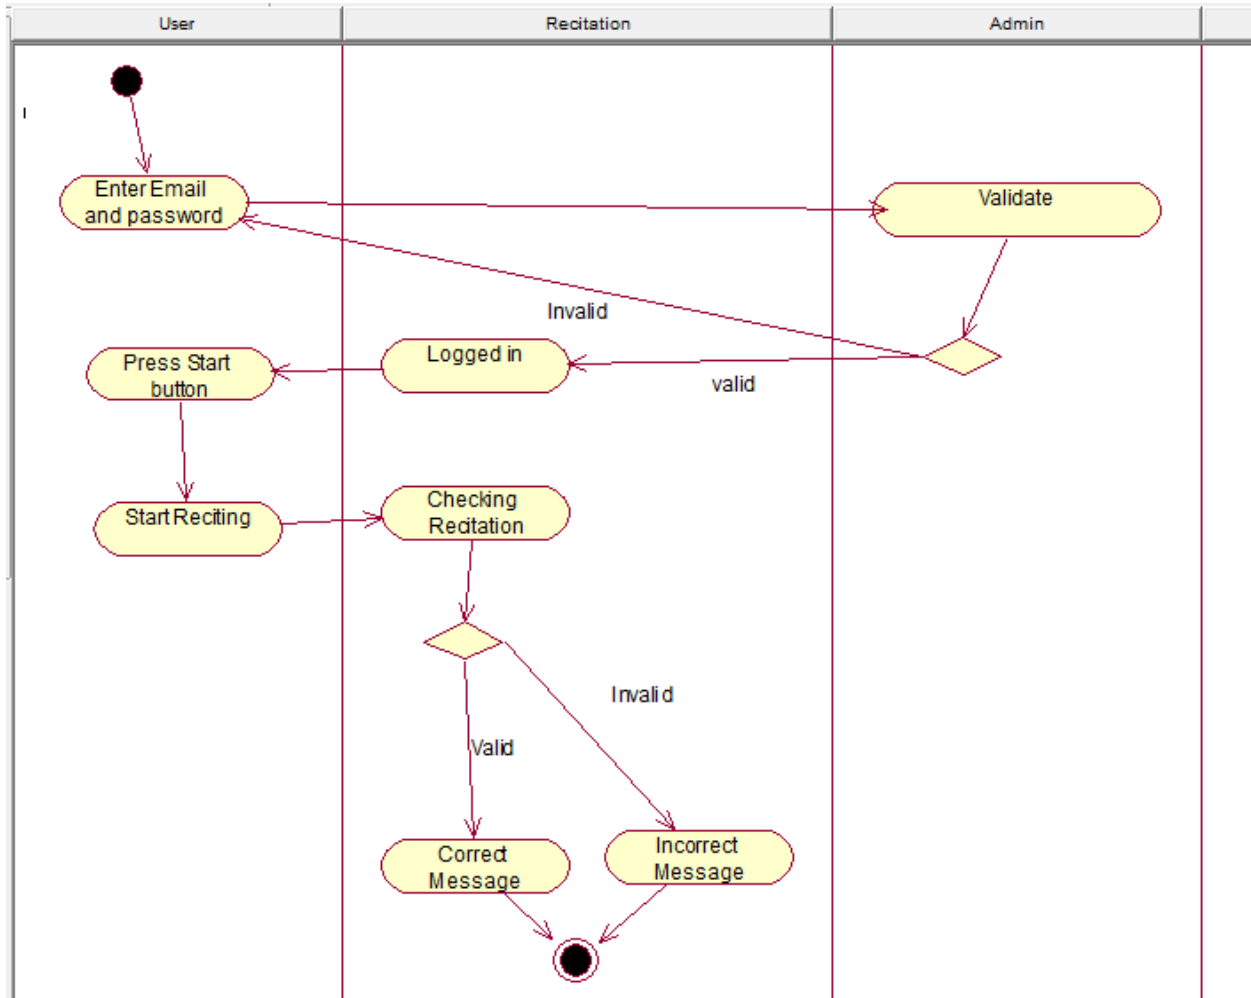 User
Recitation
Admin
Enter Email
and password
Validate
Invalid
Press Start
button
Logged in
valid
Start Reciting
Checking
Recitation
Invalid
Valid
Correct
Message
Incorrect
Message